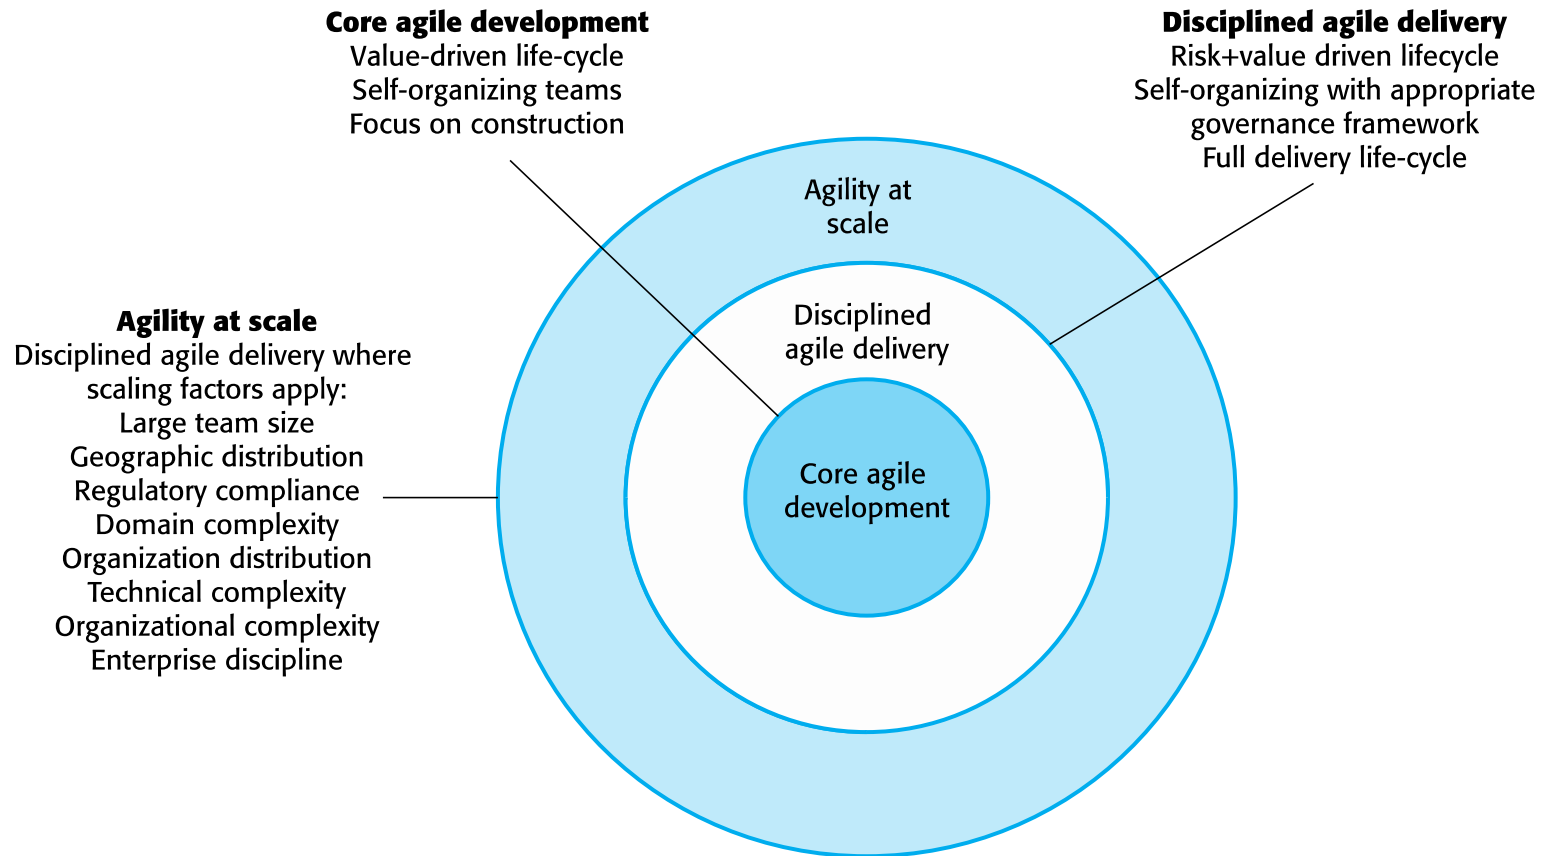 Core agile development
Value-driven life-cycle
Self-organizing teams
Focus on construction
Disciplined agile delivery
Risk+value driven lifecycle
Self-organizing with appropriate
governance framework
Full delivery life-cycle
Agility at scale
Disciplined agile delivery where
scaling factors apply:
Large team size
Geographic distribution
Regulatory compliance
Domain complexity
Organization distribution
Technical complexity
Organizational complexity
Enterprise discipline
Agility at
scale
Disciplined
agile delivery
Core agile
development